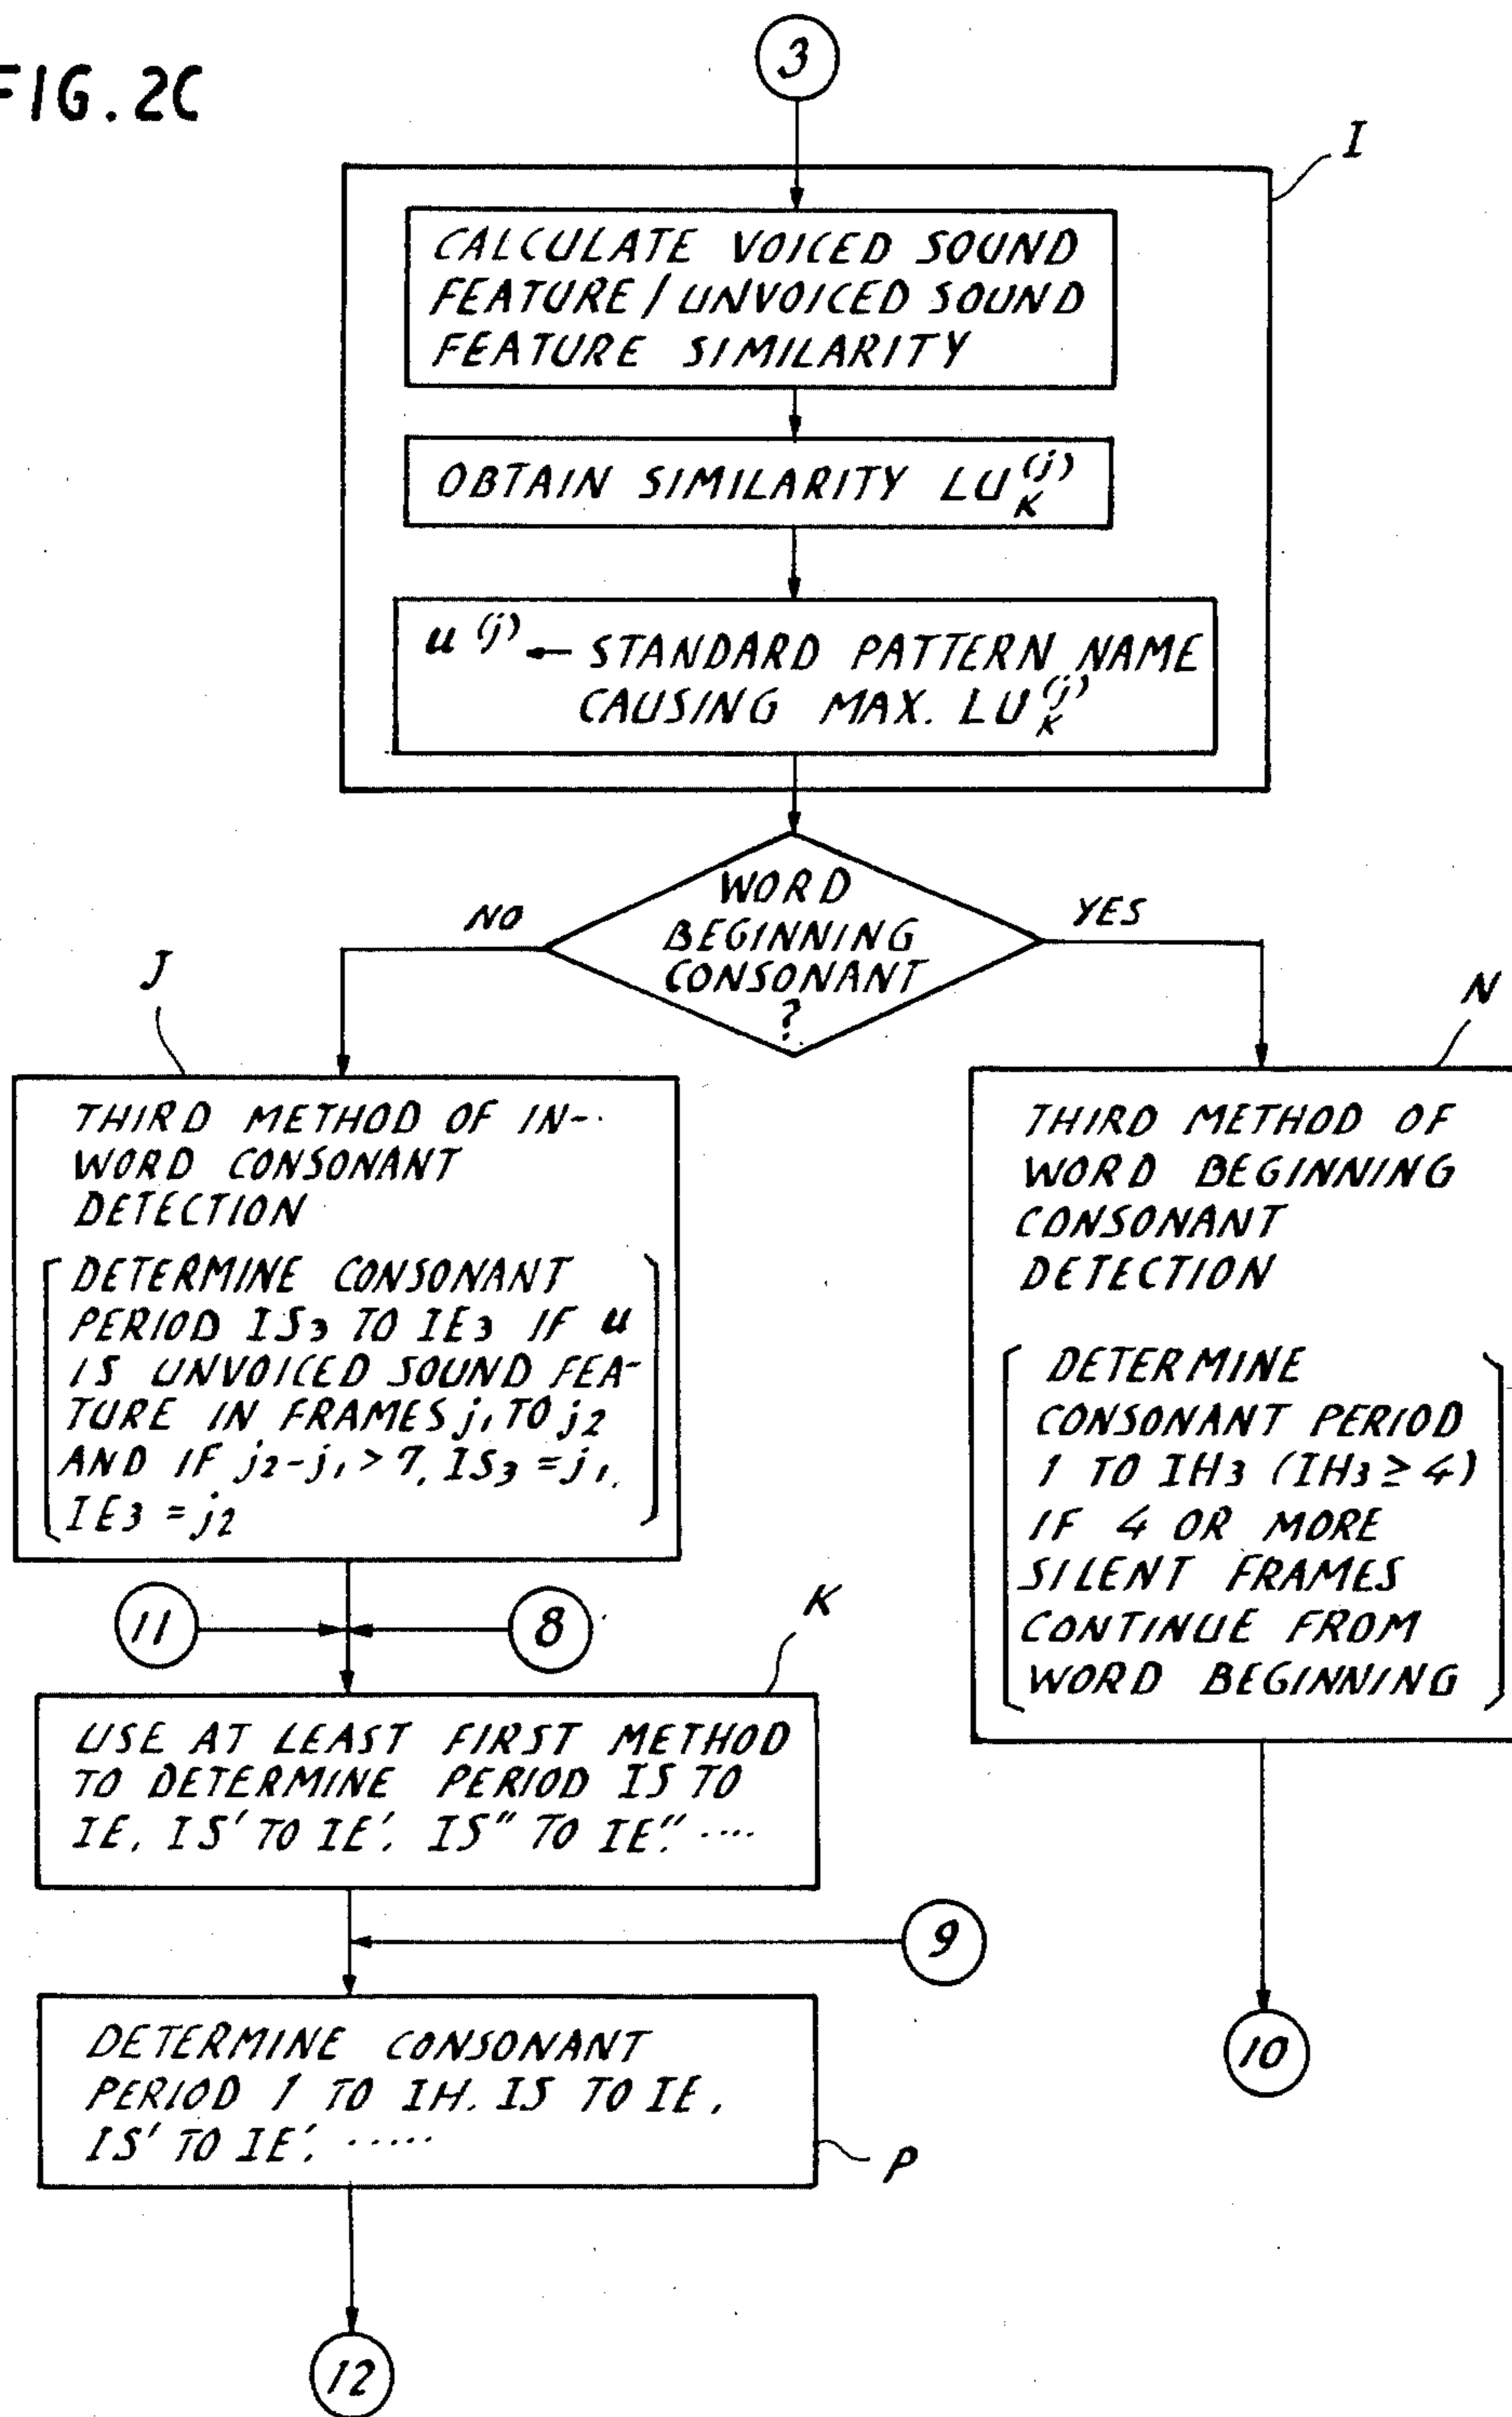 FIG. 2C
3
I
CALCULATE VOICED SOUND
FEATURE / UNVOICED SOUND
FEATURE SIMILARITY
OBTAIN SIMILARITY LU_K^(j)
u^(j) ← STANDARD PATTERN NAME
CAUSING MAX. LU_K^(j)
WORD
BEGINNING
CONSONANT
?
NO
YES
J
THIRD METHOD OF IN-
WORD CONSONANT
DETECTION
DETERMINE CONSONANT
PERIOD IS3 TO IE3 IF u
IS UNVOICED SOUND FEA-
TURE IN FRAMES j1 TO j2
AND IF j2-j1 > 7, IS3 = j1,
IE3 = j2
N
THIRD METHOD OF
WORD BEGINNING
CONSONANT
DETECTION
DETERMINE
CONSONANT PERIOD
1 TO IH3 (IH3 ≥ 4)
IF 4 OR MORE
SILENT FRAMES
CONTINUE FROM
WORD BEGINNING
11
8
K
USE AT LEAST FIRST METHOD
TO DETERMINE PERIOD IS TO
IE, IS' TO IE', IS" TO IE", ....
9
DETERMINE CONSONANT
PERIOD 1 TO IH, IS TO IE,
IS' TO IE', .....
P
10
12